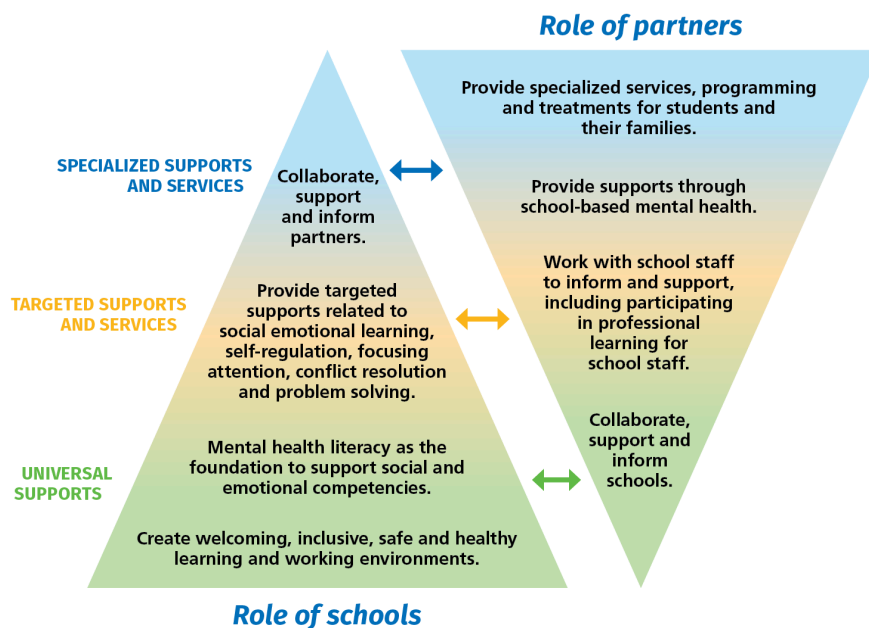 Role of partners
Provide specialized services, programming
and treatments for students and
their families.
SPECIALIZED SUPPORTS
AND SERVICES
Collaborate,
support
and inform
partners.
Provide supports through
school-based mental health.
TARGETED SUPPORTS
AND SERVICES
Provide targeted
supports related to
social emotional learning,
self-regulation, focusing
attention, conflict resolution
and problem solving.
Work with school staff
to inform and support,
including participating
in professional
learning for
school staff.
UNIVERSAL
SUPPORTS
Mental health literacy as the
foundation to support social and
emotional competencies.
Collaborate,
support and
inform
schools.
Create welcoming, inclusive, safe and healthy
learning and working environments.
Role of schools